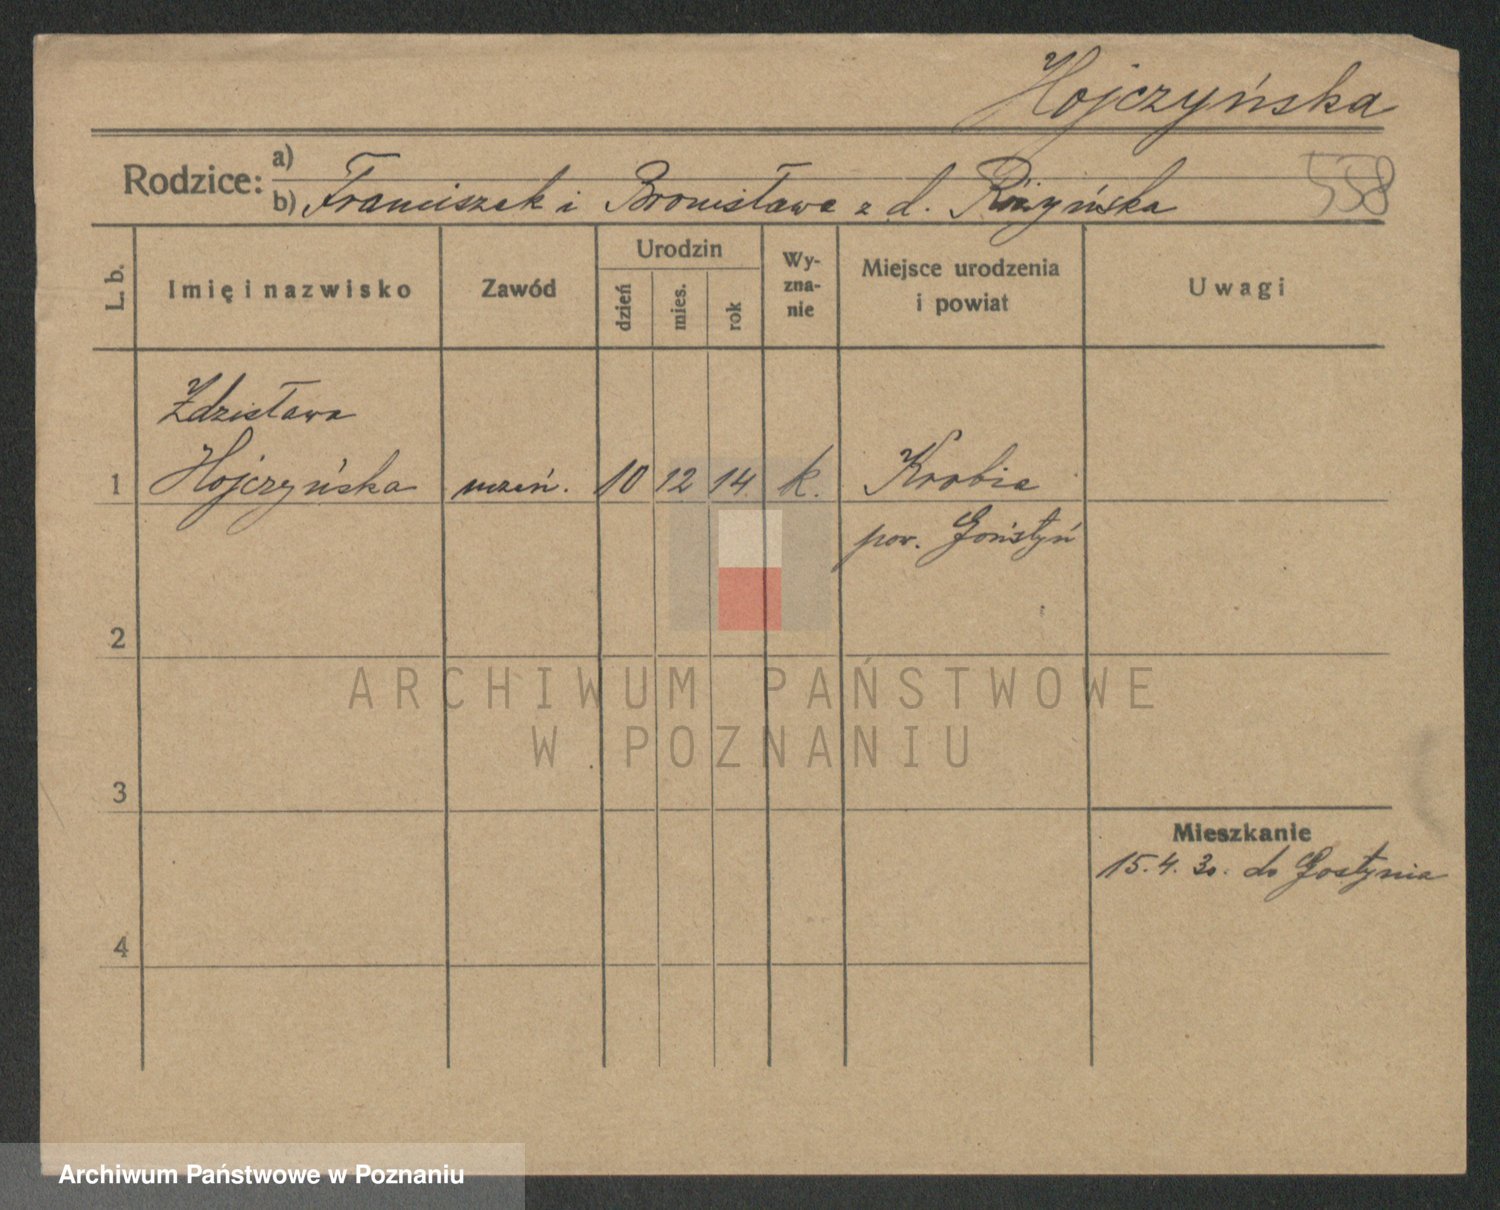 Hojczyńska
Rodzice: a)
b) Franciszek i Bronisława z d. Różyńska
558
L. b.
Imię i nazwisko
Zawód
Urodzin
dzień
mies.
rok
Wy-
zna-
nie
Miejsce urodzenia
i powiat
Uwagi
Zdzisława
1 Hojczyńska uczeń. 10 12 14 k. Krobia
pow. Goństyń
2
ARCHIWUM PAŃSTWOWE
W POZNANIU
3
Mieszkanie
15.4.30. do Gostynia
4
Archiwum Państwowe w Poznaniu